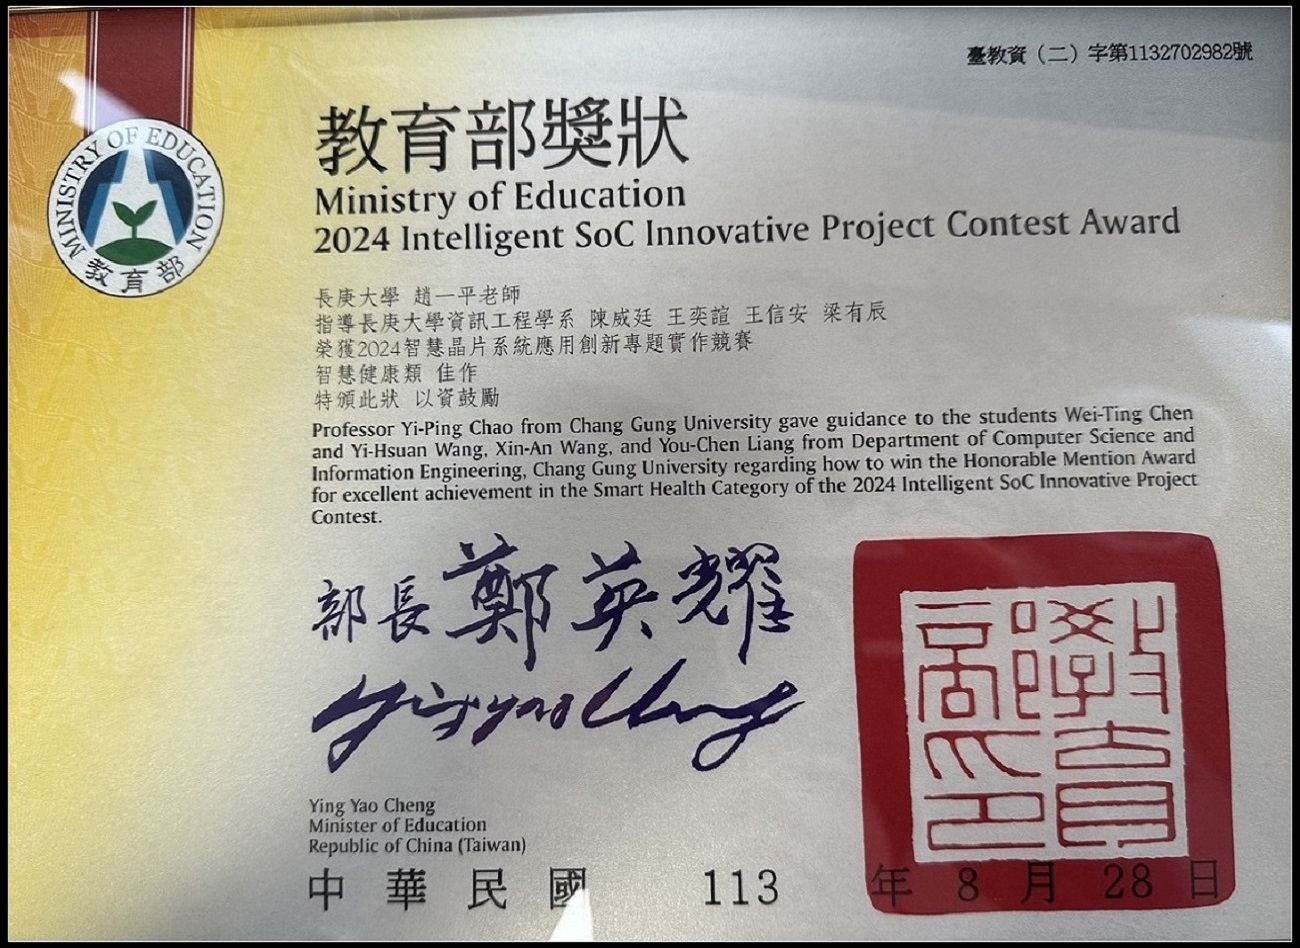 臺教資（二）字第1132702982號
MINISTRY OF EDUCATION
教育部
教育部獎狀
Ministry of Education
2024 Intelligent SoC Innovative Project Contest Award
長庚大學 趙一平老師
指導長庚大學資訊工程學系 陳威廷 王奕諠 王信安 梁有辰
榮獲2024智慧晶片系統應用創新專題實作競賽
智慧健康類 佳作
特頒此狀 以資鼓勵
Professor Yi-Ping Chao from Chang Gung University gave guidance to the students Wei-Ting Chen
and Yi-Hsuan Wang, Xin-An Wang, and You-Chen Liang from Department of Computer Science and
Information Engineering, Chang Gung University regarding how to win the Honorable Mention Award
for excellent achievement in the Smart Health Category of the 2024 Intelligent SoC Innovative Project
Contest.
部長 鄭英耀
Yingyao Cheng
教育部印
Ying Yao Cheng
Minister of Education
Republic of China (Taiwan)
中華民國 113 年 8 月 28 日